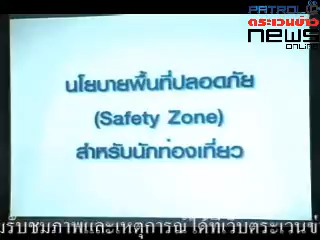 PATROL
ตระเวนข่าว
news
ONLINE
นโยบายพื้นที่ปลอดภัย
(Safety Zone)
สำหรับนักท่องเที่ยว
รับชมภาพและเหตุการณ์ได้ที่เว็บตระเวนข่